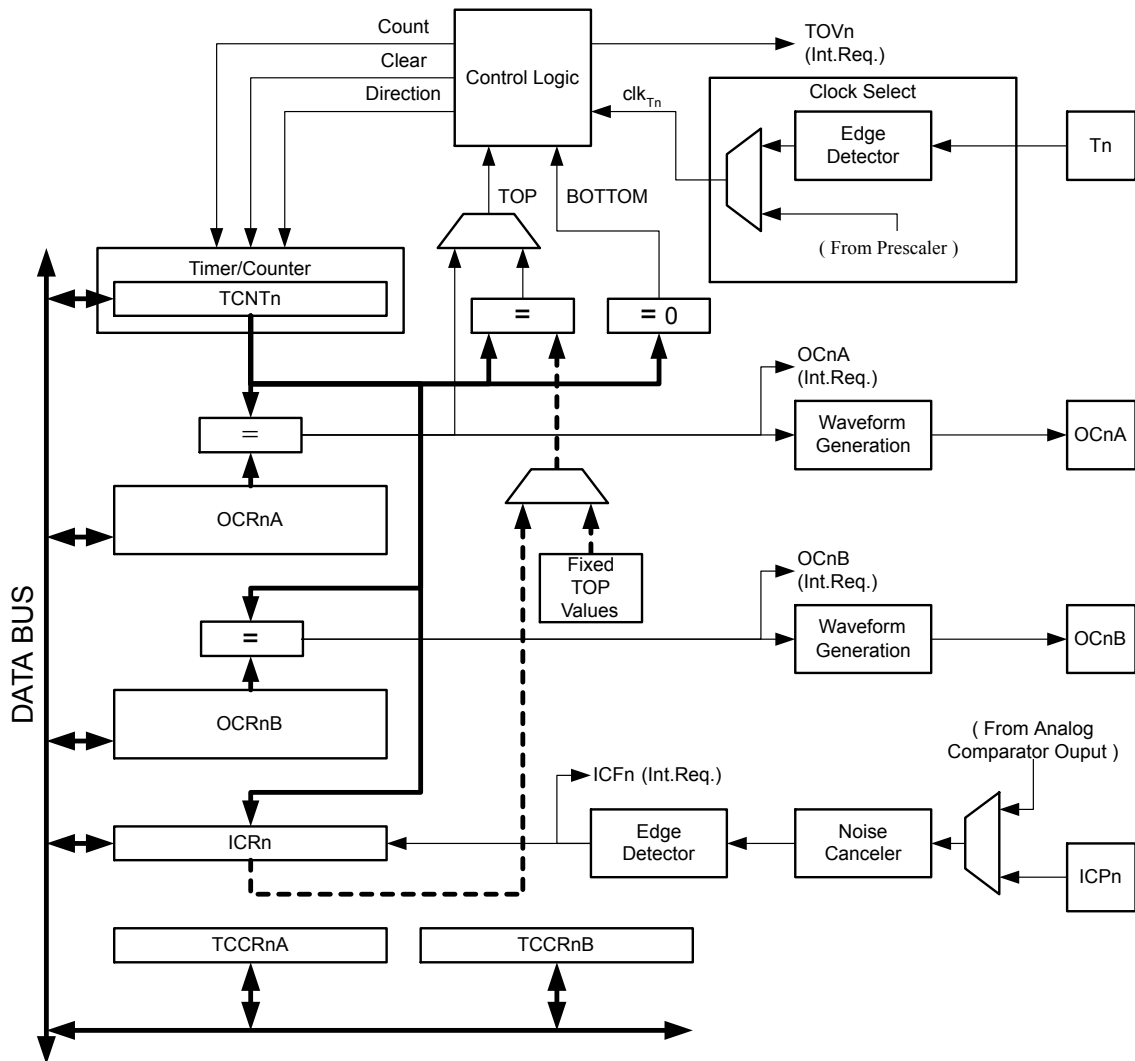 Count
Clear
Direction
Control Logic
TOVn
(Int.Req.)
clkTn
Clock Select
Edge
Detector
Tn
( From Prescaler )
TOP
BOTTOM
Timer/Counter
TCNTn
=
= 0
OCnA
(Int.Req.)
=
Waveform
Generation
OCnA
OCRnA
Fixed
TOP
Values
OCnB
(Int.Req.)
=
Waveform
Generation
OCnB
OCRnB
DATA BUS
( From Analog
Comparator Ouput )
ICFn (Int.Req.)
ICRn
Edge
Detector
Noise
Canceler
ICPn
TCCRnA
TCCRnB